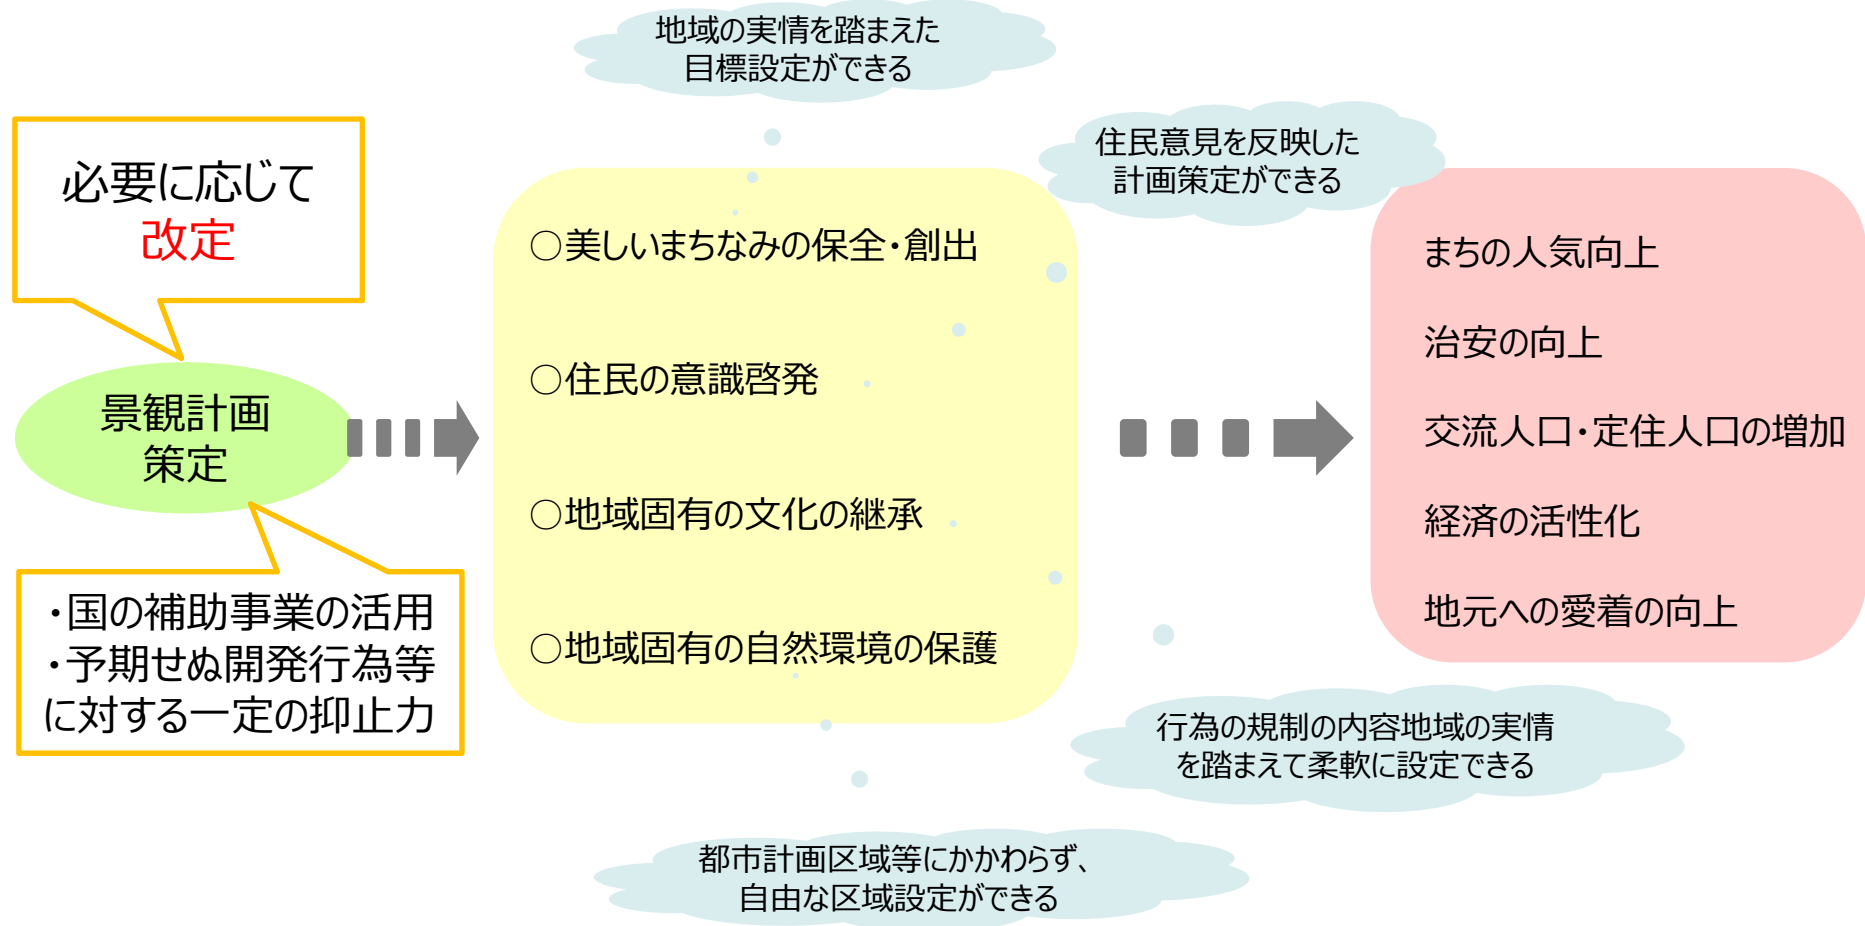 地域の実情を踏まえた
目標設定ができる
住民意見を反映した
計画策定ができる
必要に応じて
改定
景観計画
策定
・国の補助事業の活用
・予期せぬ開発行為等
に対する一定の抑止力
○美しいまちなみの保全・創出
○住民の意識啓発
○地域固有の文化の継承
○地域固有の自然環境の保護
まちの人気向上
治安の向上
交流人口・定住人口の増加
経済の活性化
地元への愛着の向上
行為の規制の内容地域の実情
を踏まえて柔軟に設定できる
都市計画区域等にかかわらず、
自由な区域設定ができる